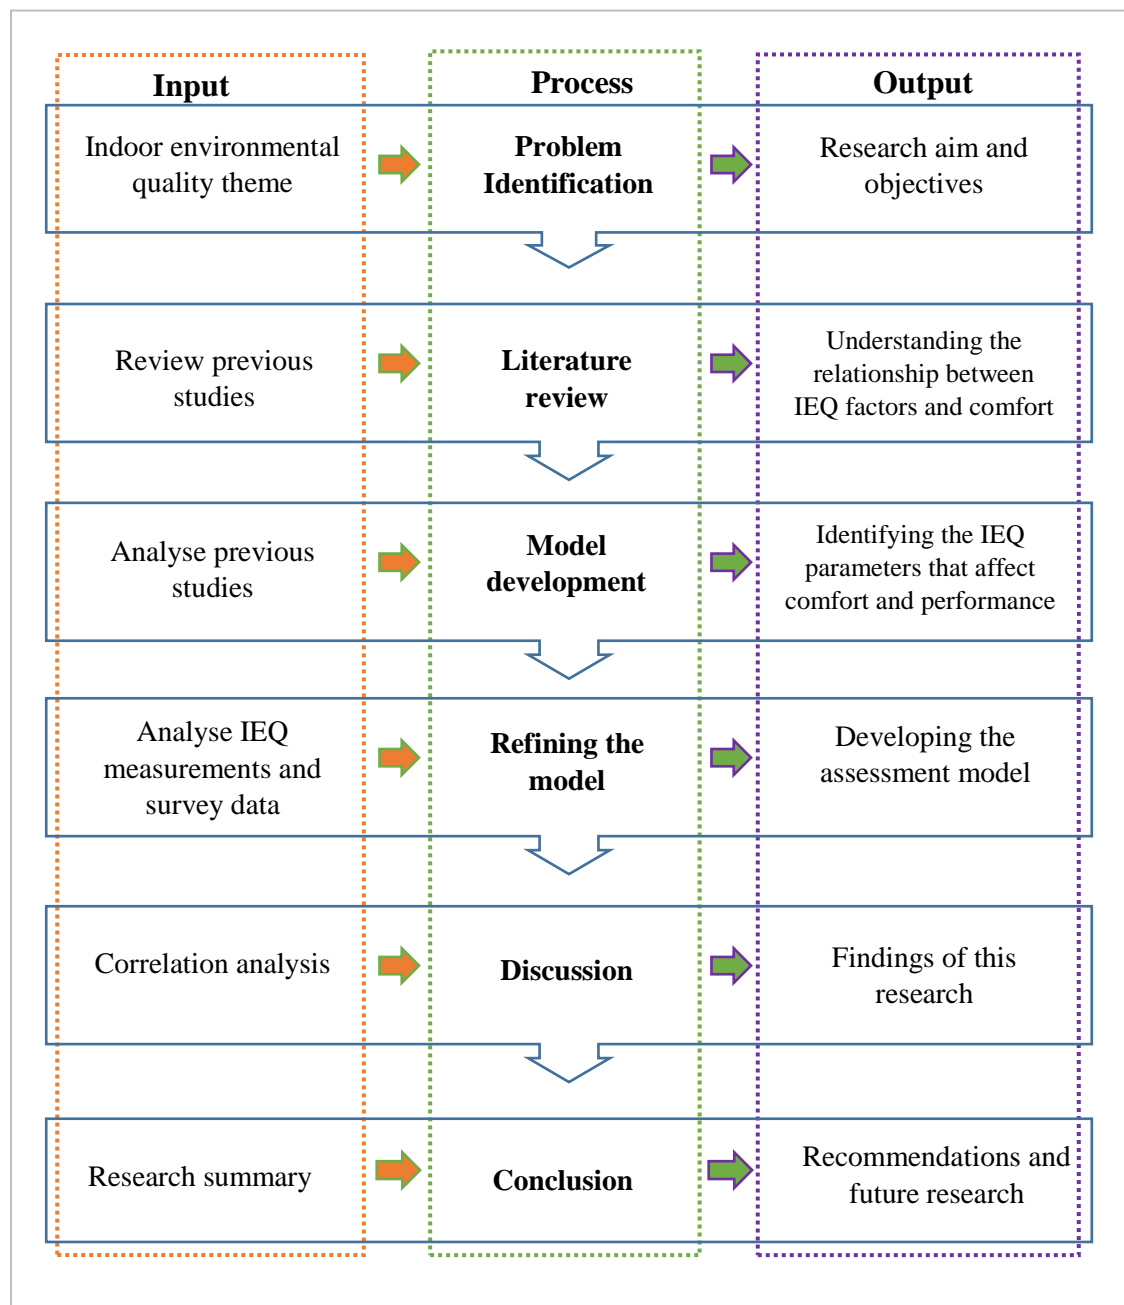 Input
Process
Output
Indoor environmental
quality theme
Problem
Identification
Research aim and
objectives
Review previous
studies
Literature
review
Understanding the
relationship between
IEQ factors and comfort
Analyse previous
studies
Model
development
Identifying the IEQ
parameters that affect
comfort and performance
Analyse IEQ
measurements and
survey data
Refining the
model
Developing the
assessment model
Correlation analysis
Discussion
Findings of this
research
Research summary
Conclusion
Recommendations and
future research